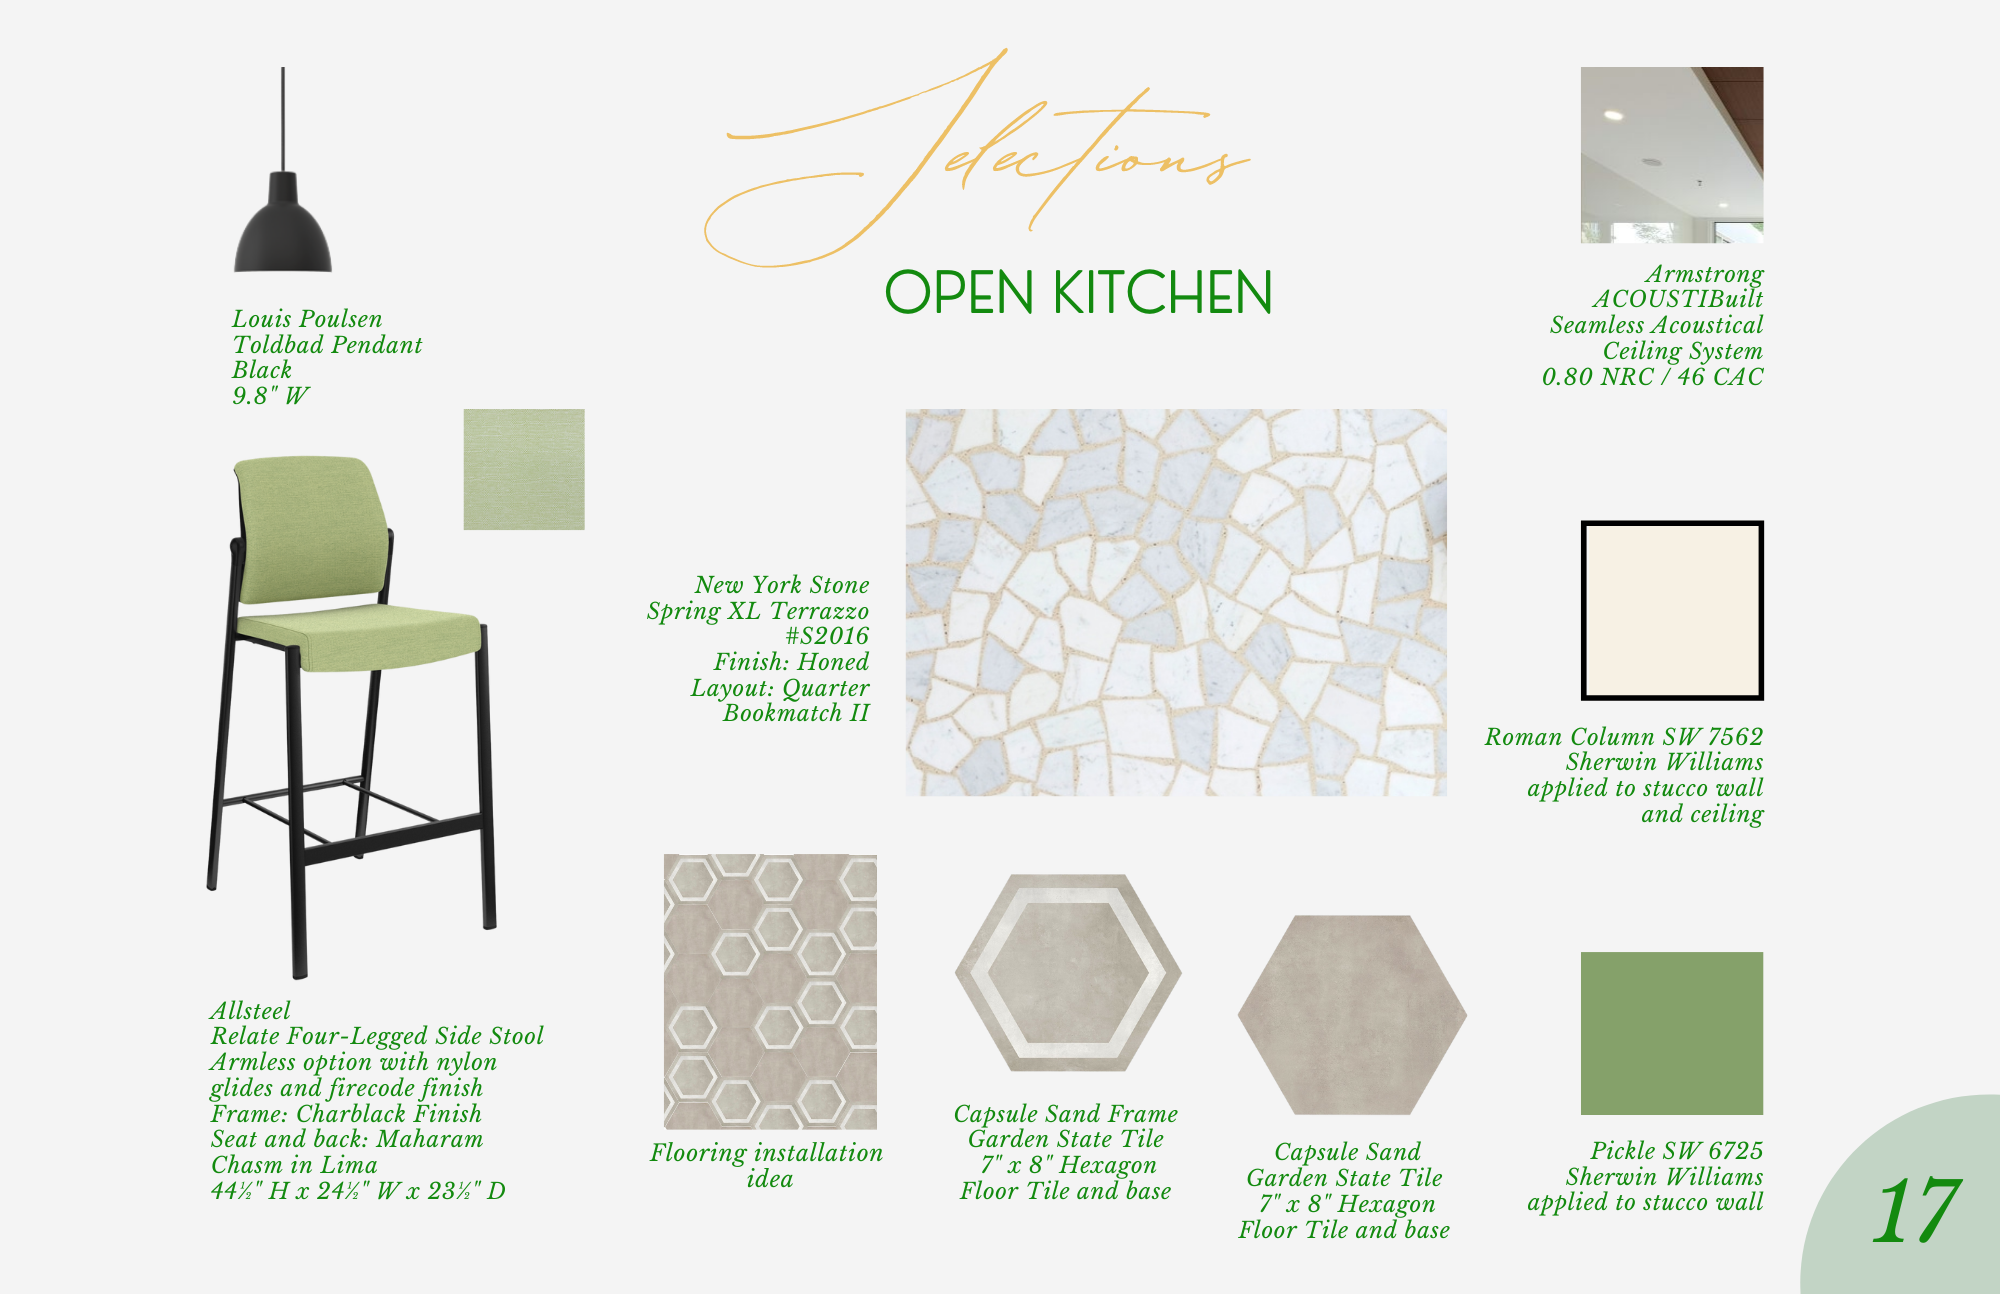 Selections
OPEN KITCHEN
Louis Poulsen
Toldbad Pendant
Black
9.8" W
Armstrong
ACOUSTIBuilt
Seamless Acoustical
Ceiling System
0.80 NRC / 46 CAC
New York Stone
Spring XL Terrazzo
#S2016
Finish: Honed
Layout: Quarter
Bookmatch II
Roman Column SW 7562
Sherwin Williams
applied to stucco wall
and ceiling
Allsteel
Relate Four-Legged Side Stool
Armless option with nylon
glides and firecode finish
Frame: Charblack Finish
Seat and back: Maharam
Chasm in Lima
44½" H x 24½" W x 23½" D
Flooring installation
idea
Capsule Sand Frame
Garden State Tile
7" x 8" Hexagon
Floor Tile and base
Capsule Sand
Garden State Tile
7" x 8" Hexagon
Floor Tile and base
Pickle SW 6725
Sherwin Williams
applied to stucco wall
17